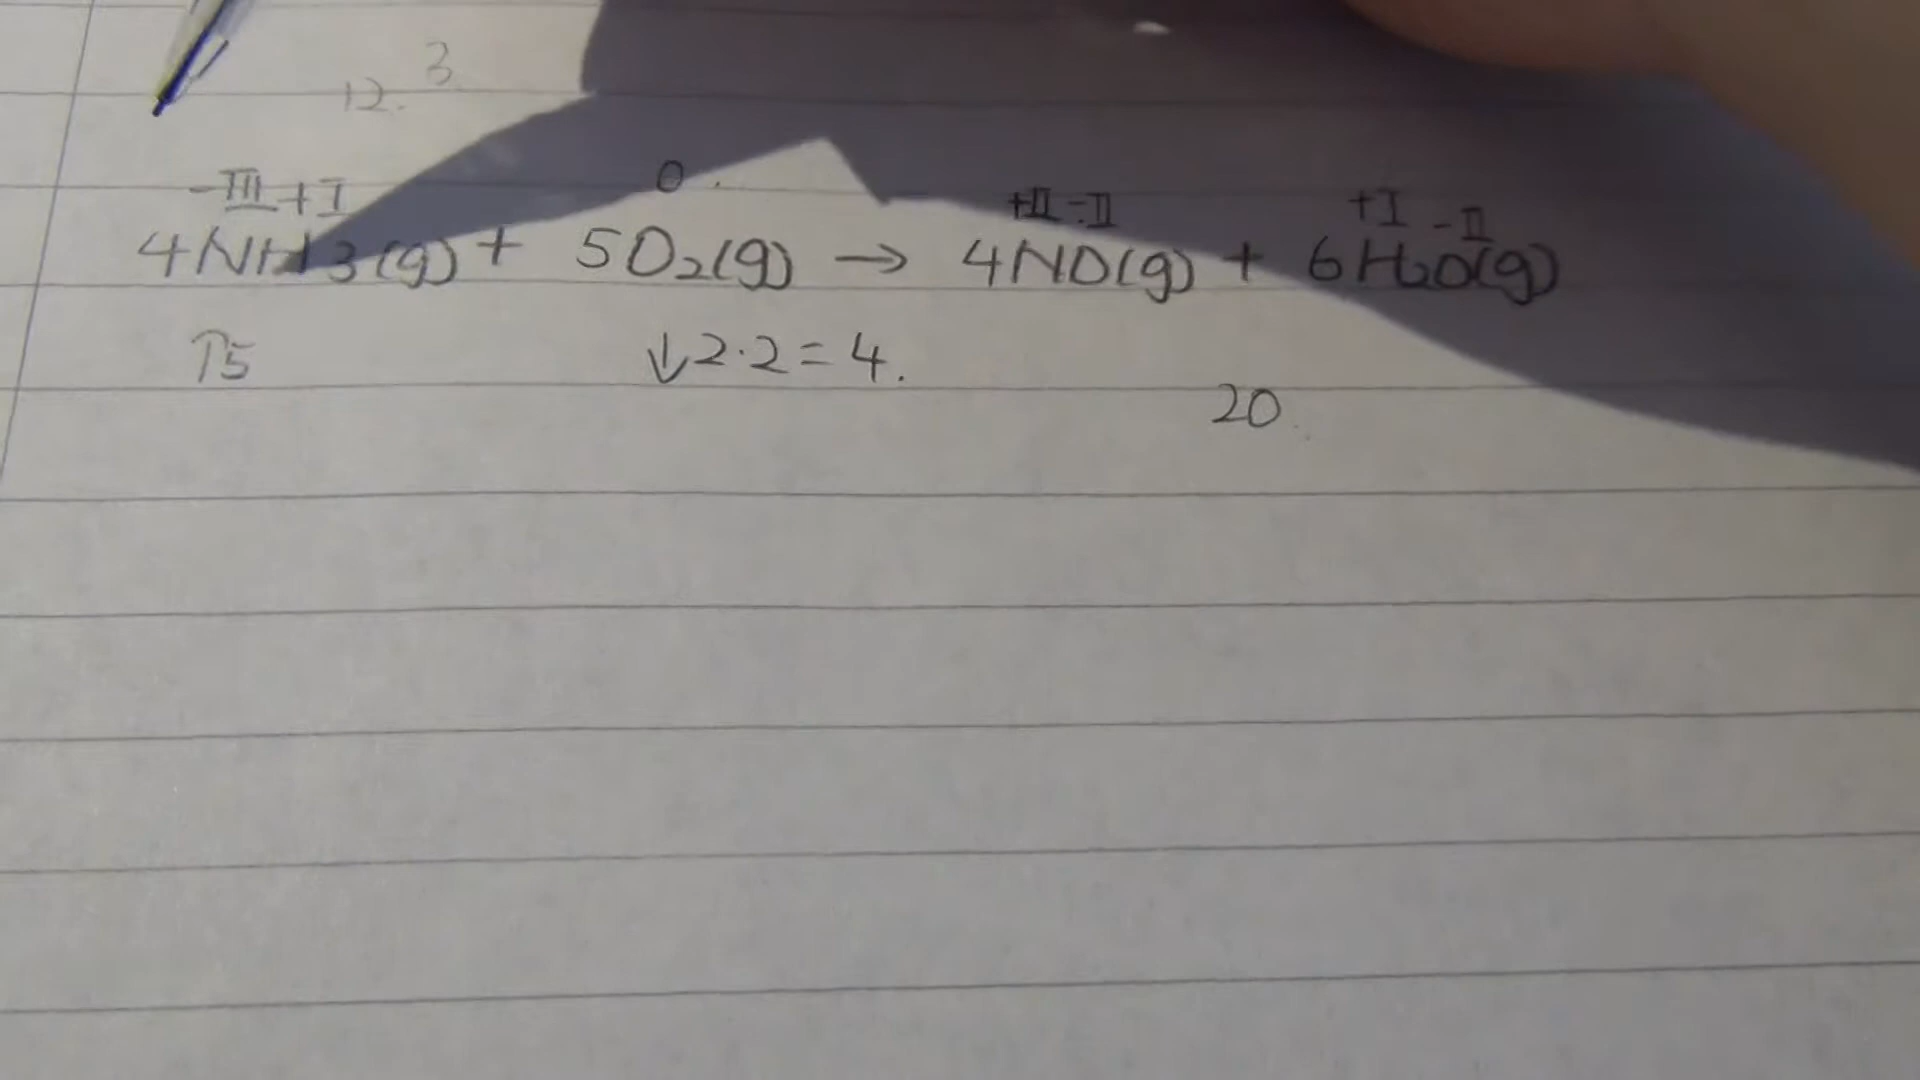 12. 3
-III +I 0 +II -II +I -II
4NH3(g) + 5O2(g) → 4NO(g) + 6H2O(g)
↑5 ↓2·2=4.
20